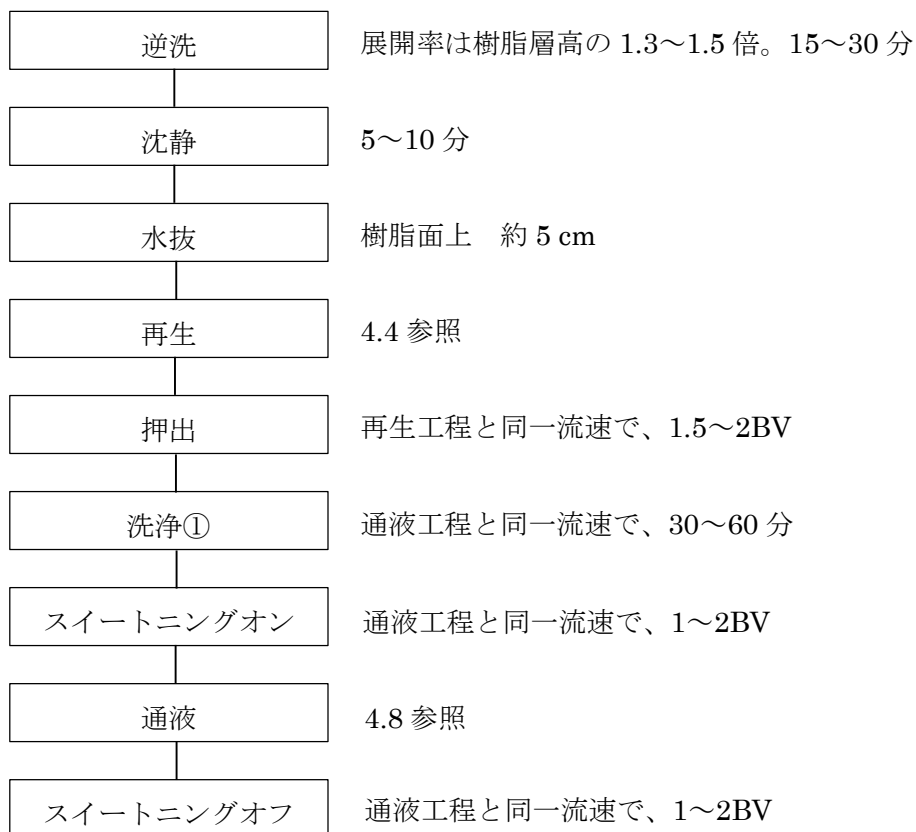 逆洗 展開率は樹脂層高の 1.3～1.5 倍。15～30 分
沈静 5～10 分
水抜 樹脂面上　約 5 cm
再生 4.4 参照
押出 再生工程と同一流速で、1.5～2BV
洗浄① 通液工程と同一流速で、30～60 分
スイートニングオン 通液工程と同一流速で、1～2BV
通液 4.8 参照
スイートニングオフ 通液工程と同一流速で、1～2BV